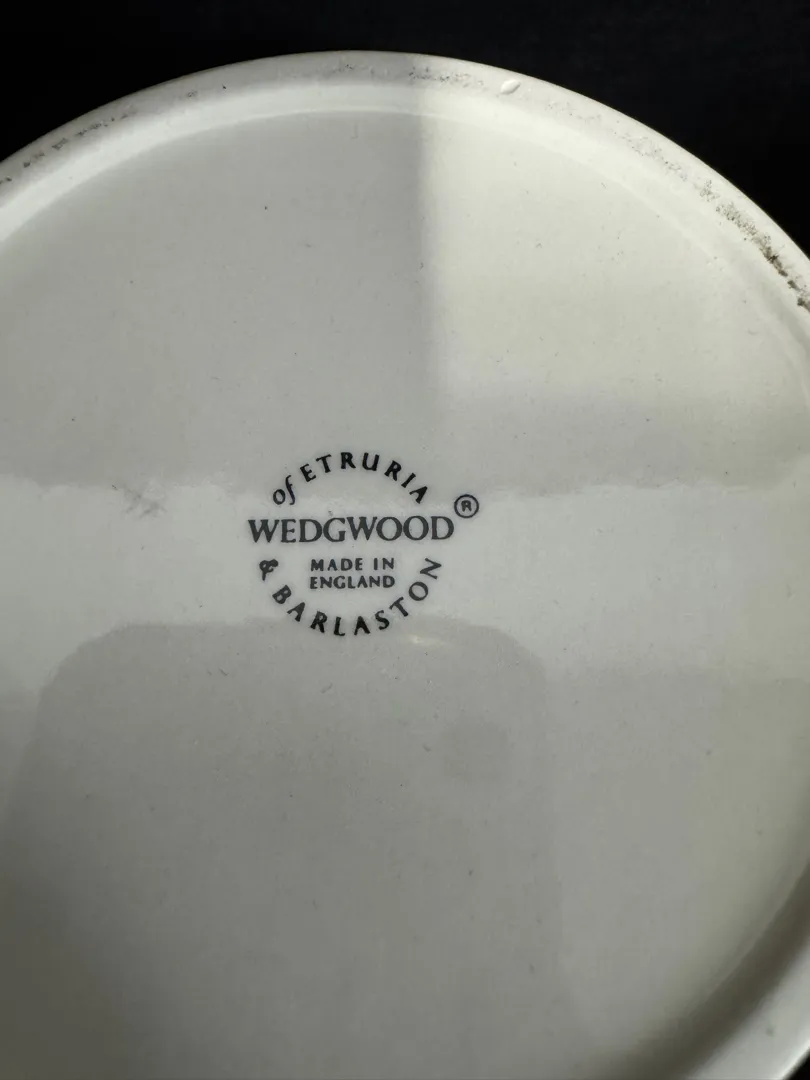 of ETRURIA
WEDGWOOD®
MADE IN
ENGLAND
& BARLASTON